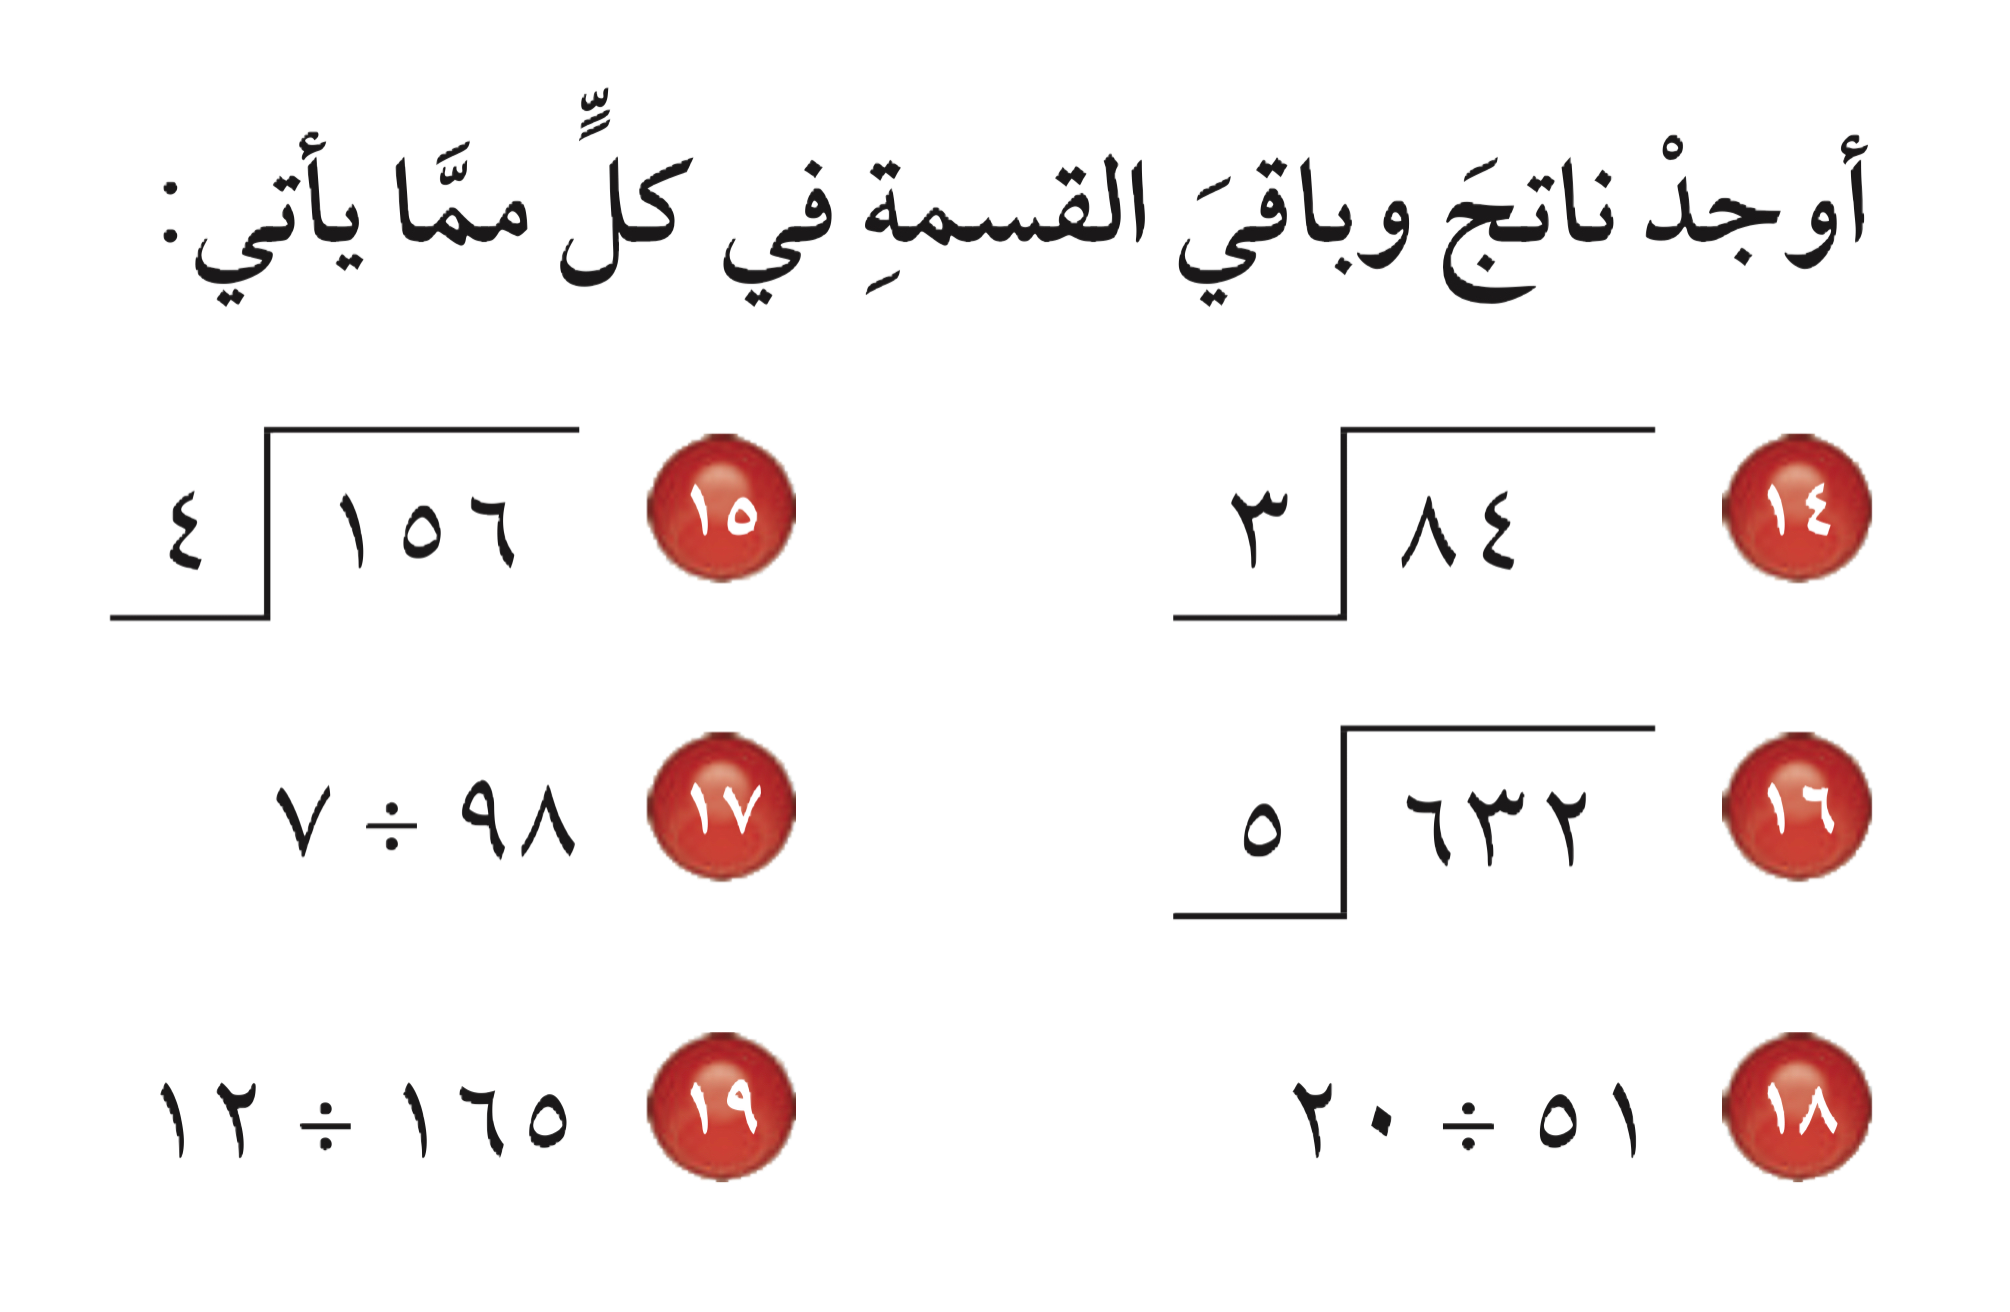 أوجدْ ناتجَ وباقيَ القسمةِ في كلٍّ ممَّا يأتي:
١٤ ٨٤ ٣
١٥ ١٥٦ ٤
١٦ ٦٣٢ ٥
١٧ ٩٨ ÷ ٧
١٨ ٥١ ÷ ٢٠
١٩ ١٦٥ ÷ ١٢